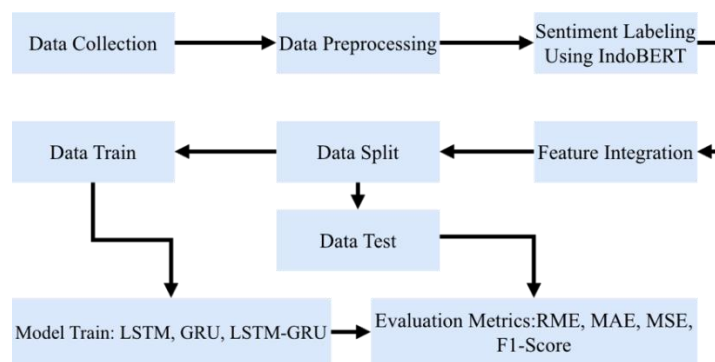 Data Collection
Data Preprocessing
Sentiment Labeling
Using IndoBERT
Data Train
Data Split
Feature Integration
Data Test
Model Train: LSTM, GRU, LSTM-GRU
Evaluation Metrics:RME, MAE, MSE,
F1-Score